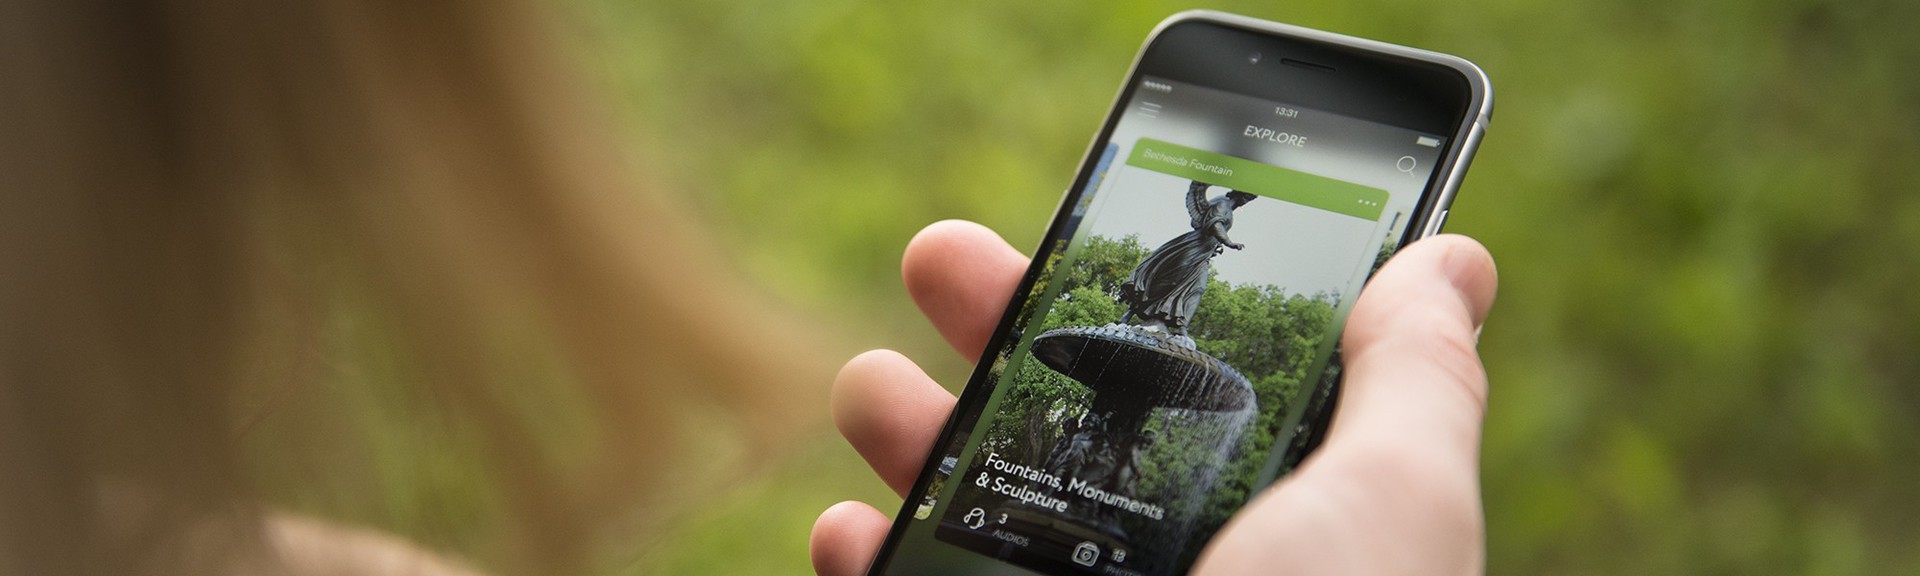 13:31
EXPLORE
Bethesda Fountain
Fountains, Monuments
& Sculpture
3
AUDIOS
13